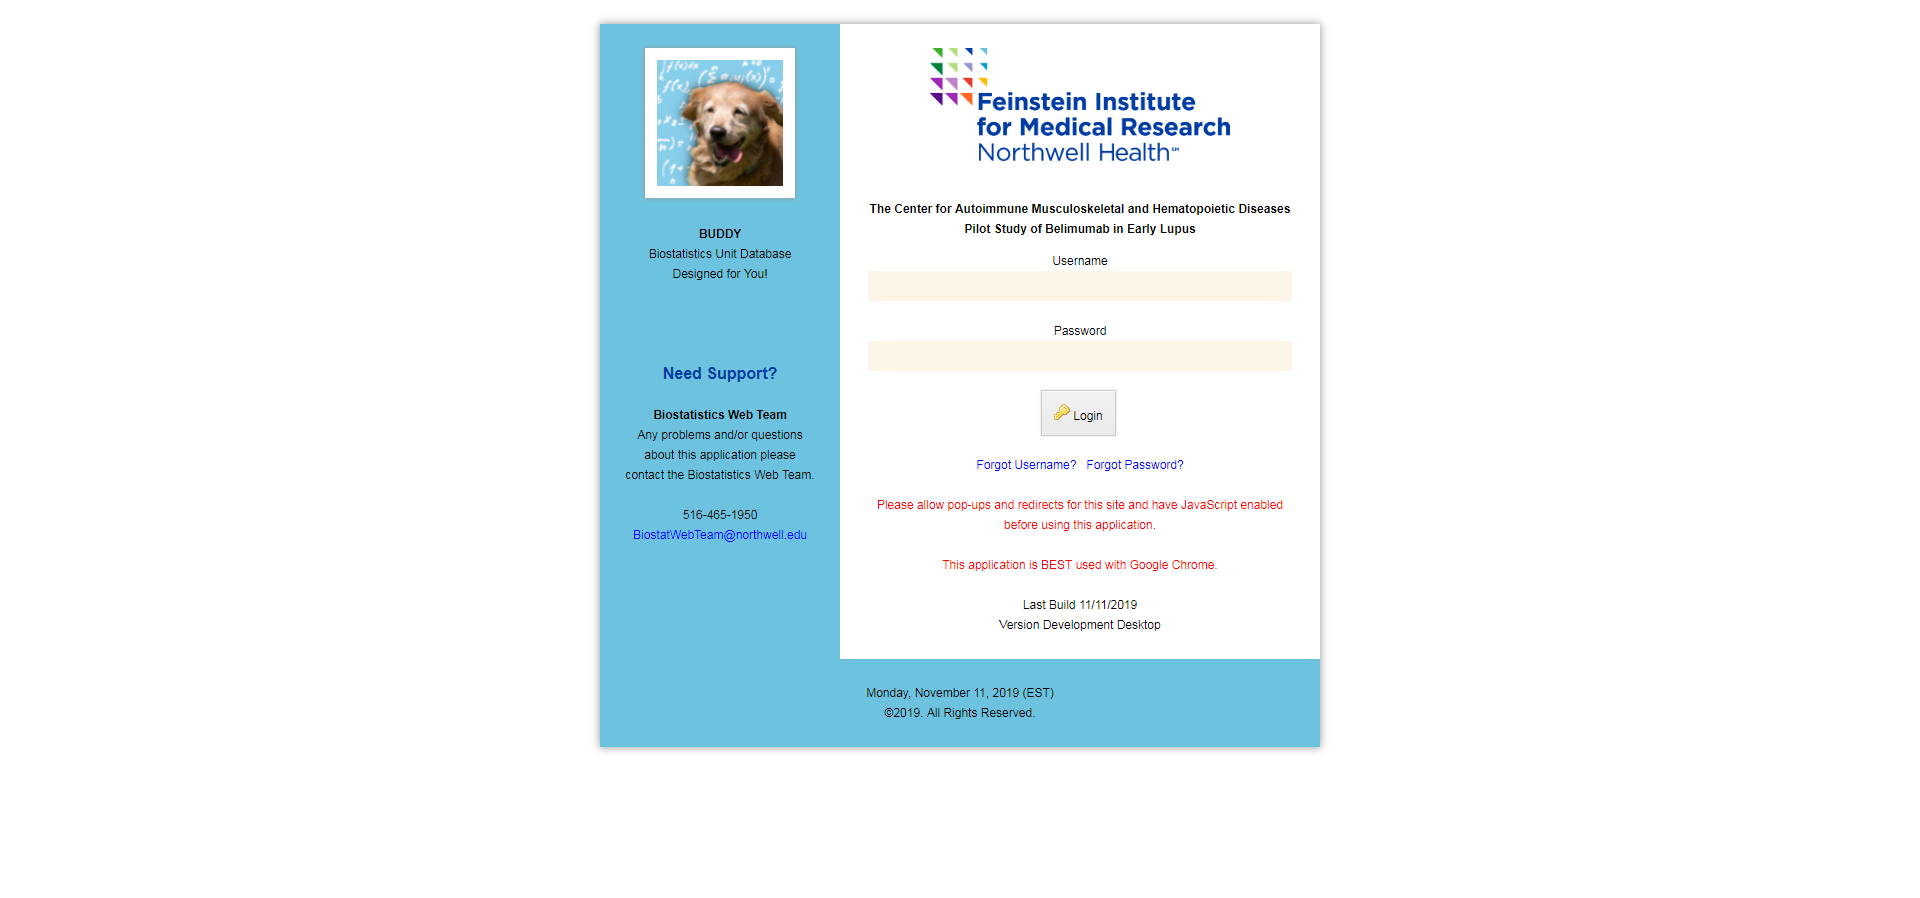 BUDDY
Biostatistics Unit Database
Designed for You!
Need Support?
Biostatistics Web Team
Any problems and/or questions
about this application please
contact the Biostatistics Web Team.
516-465-1950
BiostatWebTeam@northwell.edu
Feinstein Institute
for Medical Research
Northwell Health℠
The Center for Autoimmune Musculoskeletal and Hematopoietic Diseases
Pilot Study of Belimumab in Early Lupus
Username
Password
Login
Forgot Username? Forgot Password?
Please allow pop-ups and redirects for this site and have JavaScript enabled
before using this application.
This application is BEST used with Google Chrome.
Last Build 11/11/2019
Version Development Desktop
Monday, November 11, 2019 (EST)
©2019. All Rights Reserved.